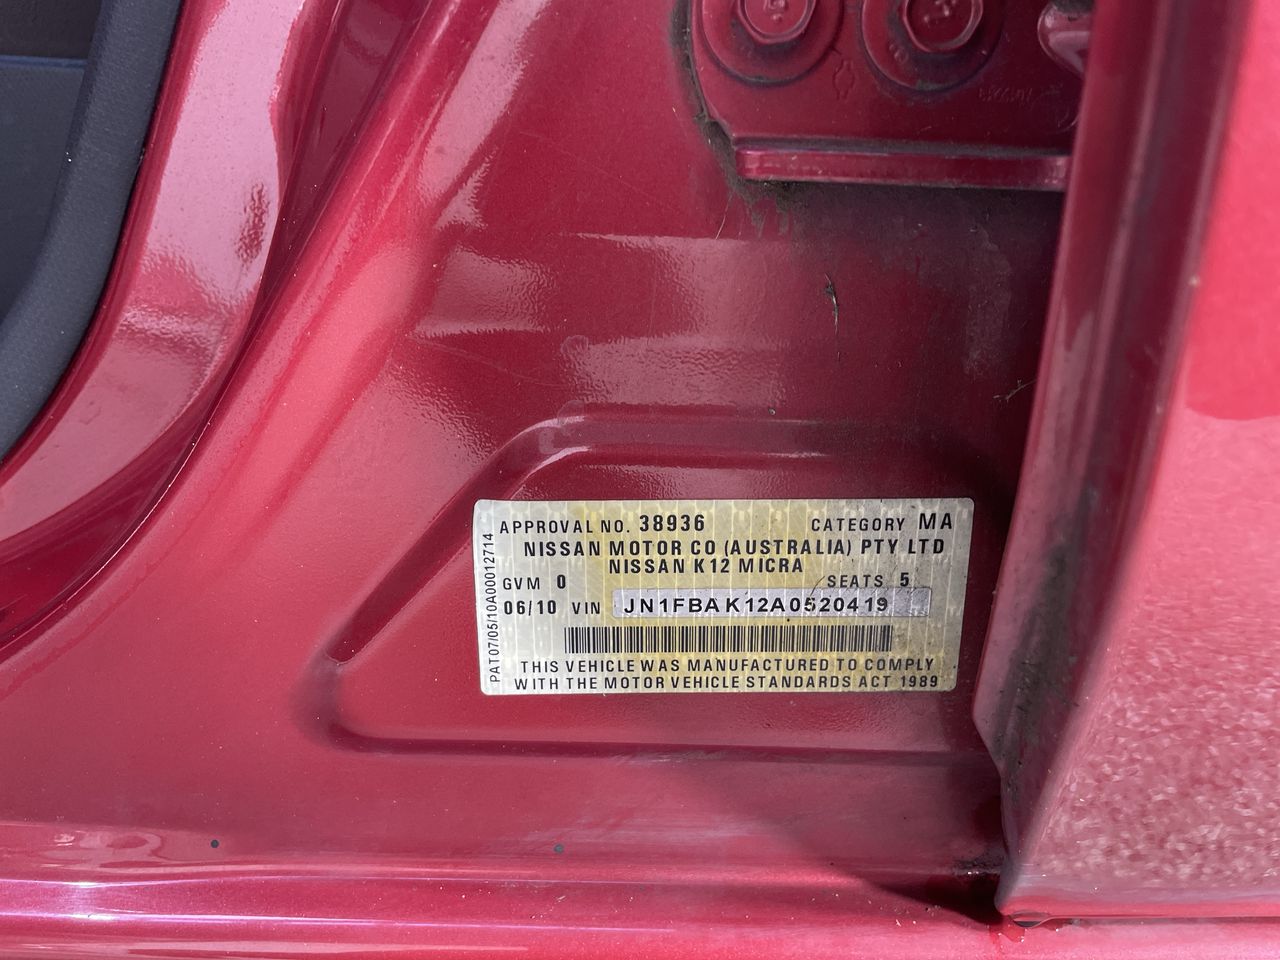 APPROVAL NO. 38936 CATEGORY MA
NISSAN MOTOR CO (AUSTRALIA) PTY LTD
NISSAN K12 MICRA
GVM 0 SEATS 5
06/10 VIN JN1FBAK12A0520419
THIS VEHICLE WAS MANUFACTURED TO COMPLY
WITH THE MOTOR VEHICLE STANDARDS ACT 1989
PAT07/05/10A00012714